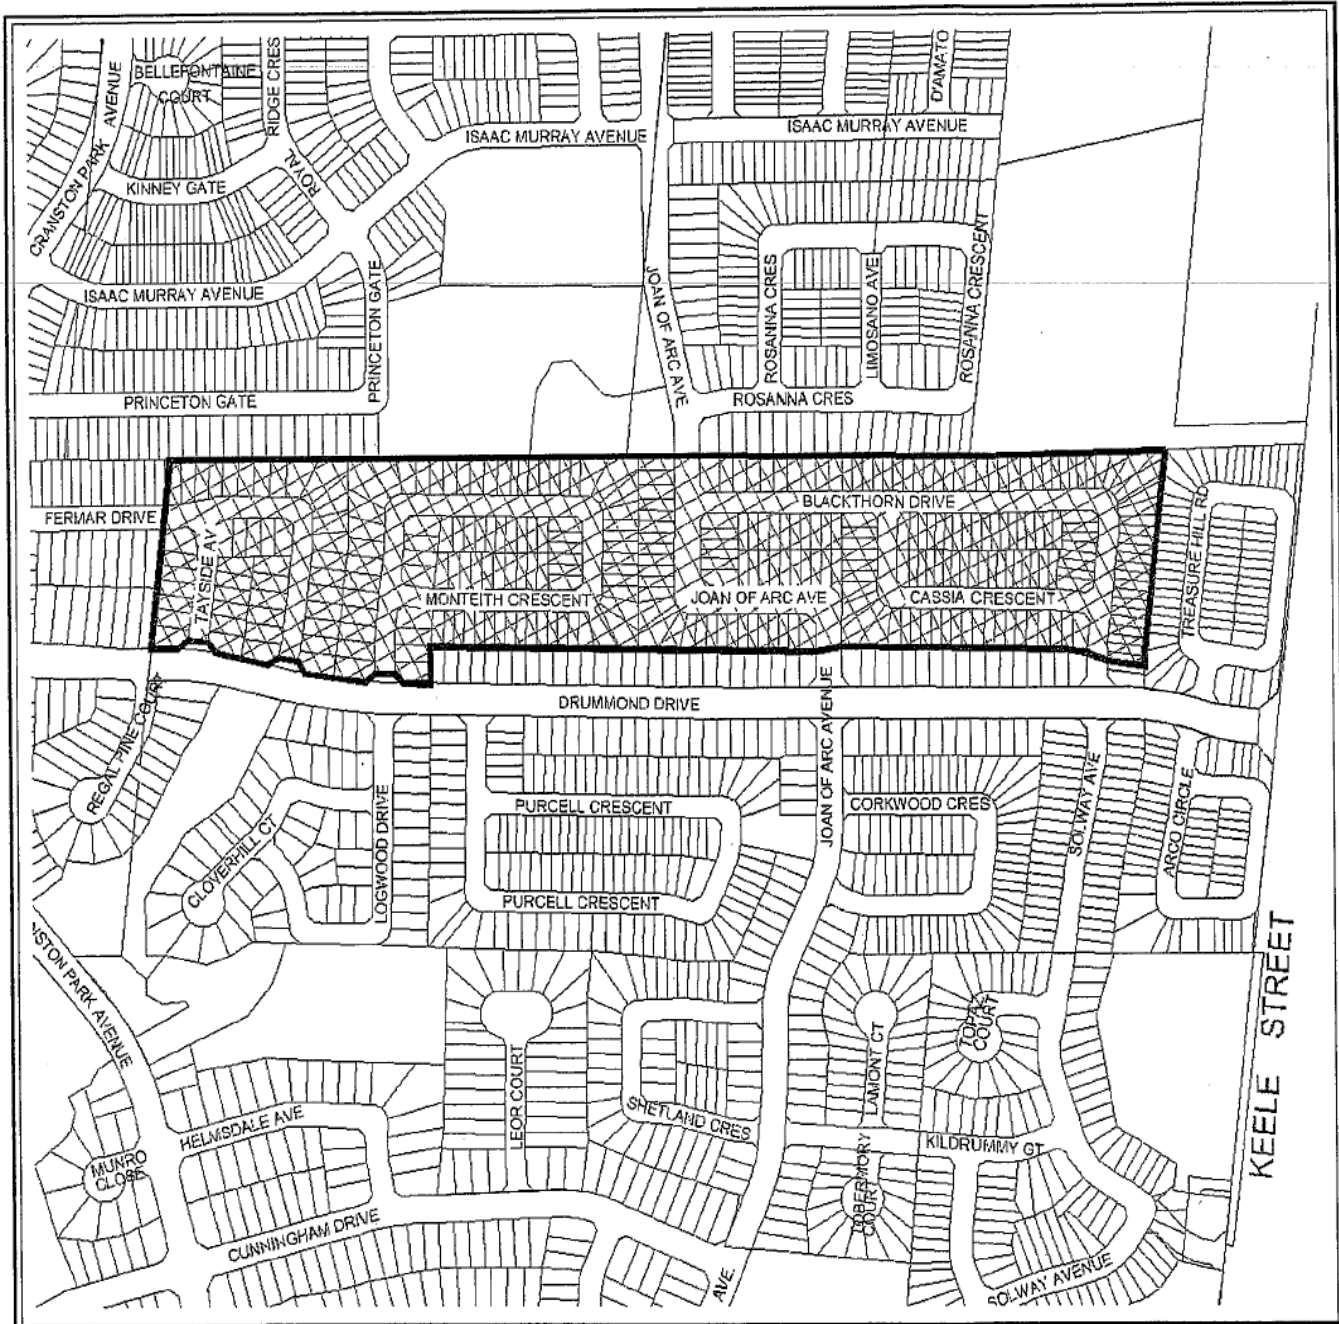 BELLEFONTAINE
COURT
RIDGE CRES
ROYAL
D'AMATO
AVENUE
CRANSTON PARK
ISAAC MURRAY AVENUE
ISAAC MURRAY AVENUE
KINNEY GATE
ISAAC MURRAY AVENUE
PRINCETON GATE
PRINCETON GATE
JOAN OF ARC AVE
ROSANNA CRES
LIMOSANO AVE
ROSANNA CRESCENT
ROSANNA CRES
FERMAR DRIVE
TAYSIDE AV
BLACKTHORN DRIVE
TREASURE HILL RD
MONTEITH CRESCENT
JOAN OF ARC AVE
CASSIA CRESCENT
DRUMMOND DRIVE
REGAL PINE COURT
JOAN OF ARC AVENUE
SOLWAY AVE
ARCO CIRCLE
PURCELL CRESCENT
CORKWOOD CRES
LOGWOOD DRIVE
CLOVERHILL CT
PURCELL CRESCENT
NSTON PARK AVENUE
KEELE STREET
TOPAZ
COURT
LEOR COURT
LAMONT CT
SHETLAND CRES
HELMSDALE AVE
KILDRUMMY GT
MUNRO
CLOSE
TOBERMORY
COURT
CUNNINGHAM DRIVE
AVE.
SOLWAY AVENUE